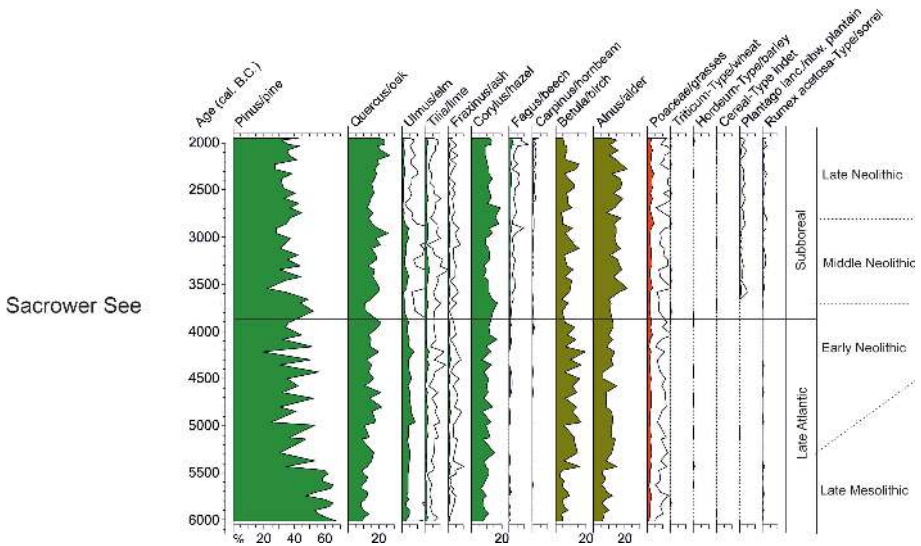 Age (cal. B.C.)
Pinus/pine
Quercus/oak
Ulmus/elm
Tilia/lime
Fraxinus/ash
Corylus/hazel
Fagus/beech
Carpinus/hornbeam
Betula/birch
Alnus/alder
Poaceae/grasses
Triticum-Type/wheat
Hordeum-Type/barley
Cereal-Type Indet
Plantago lanc./ribw. plantain
Rumex acetosa-Type/sorrel
2000
2500
3000
3500
4000
4500
5000
5500
6000
Sacrower See
Subboreal
Late Atlantic
Late Neolithic
Middle Neolithic
Early Neolithic
Late Mesolithic
% 20 40 60 20 20 20 20